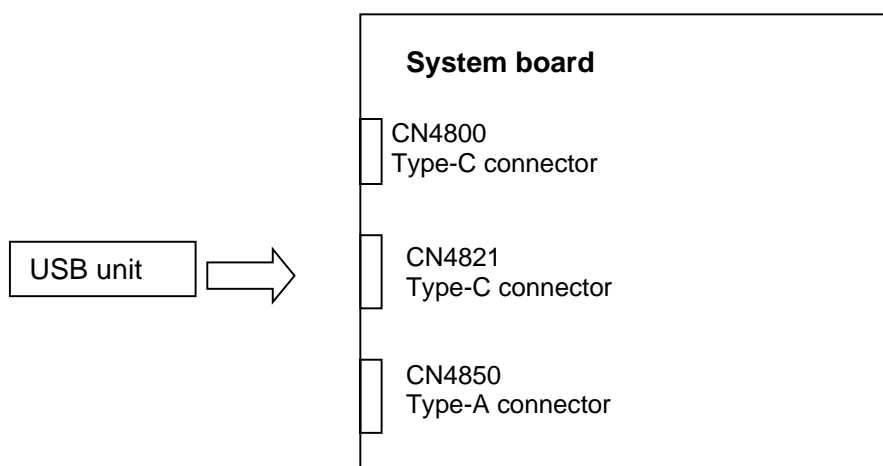 System board
CN4800
Type-C connector
USB unit
CN4821
Type-C connector
CN4850
Type-A connector